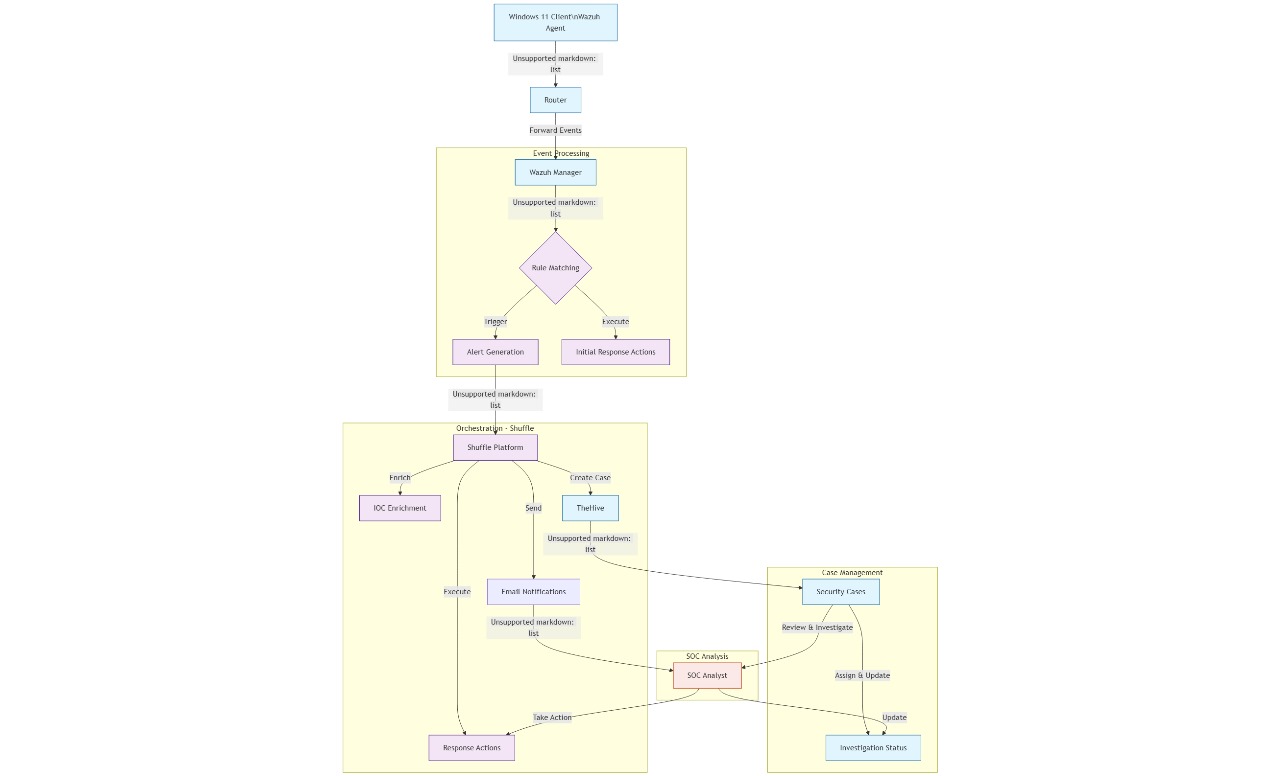 Windows 11 Client\nWazuh
Agent
Unsupported markdown:
list
Router
Forward Events
Event Processing
Wazuh Manager
Unsupported markdown:
list
Rule Matching
Trigger
Execute
Alert Generation
Initial Response Actions
Unsupported markdown:
list
Orchestration - Shuffle
Shuffle Platform
Enrich
Create Case
IOC Enrichment
Send
TheHive
Unsupported markdown:
list
Case Management
Execute
Email Notifications
Security Cases
Unsupported markdown:
list
Review & Investigate
SOC Analysis
SOC Analyst
Assign & Update
Take Action
Update
Response Actions
Investigation Status